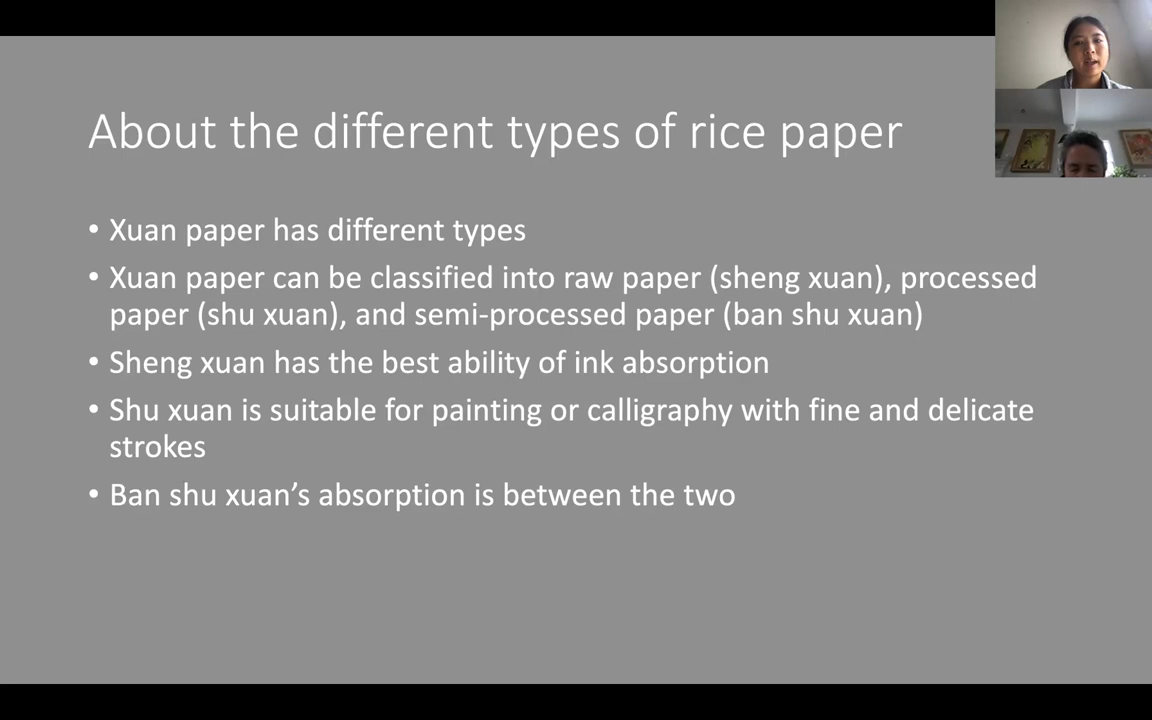 About the different types of rice paper
• Xuan paper has different types
• Xuan paper can be classified into raw paper (sheng xuan), processed
paper (shu xuan), and semi-processed paper (ban shu xuan)
• Sheng xuan has the best ability of ink absorption
• Shu xuan is suitable for painting or calligraphy with fine and delicate
strokes
• Ban shu xuan’s absorption is between the two